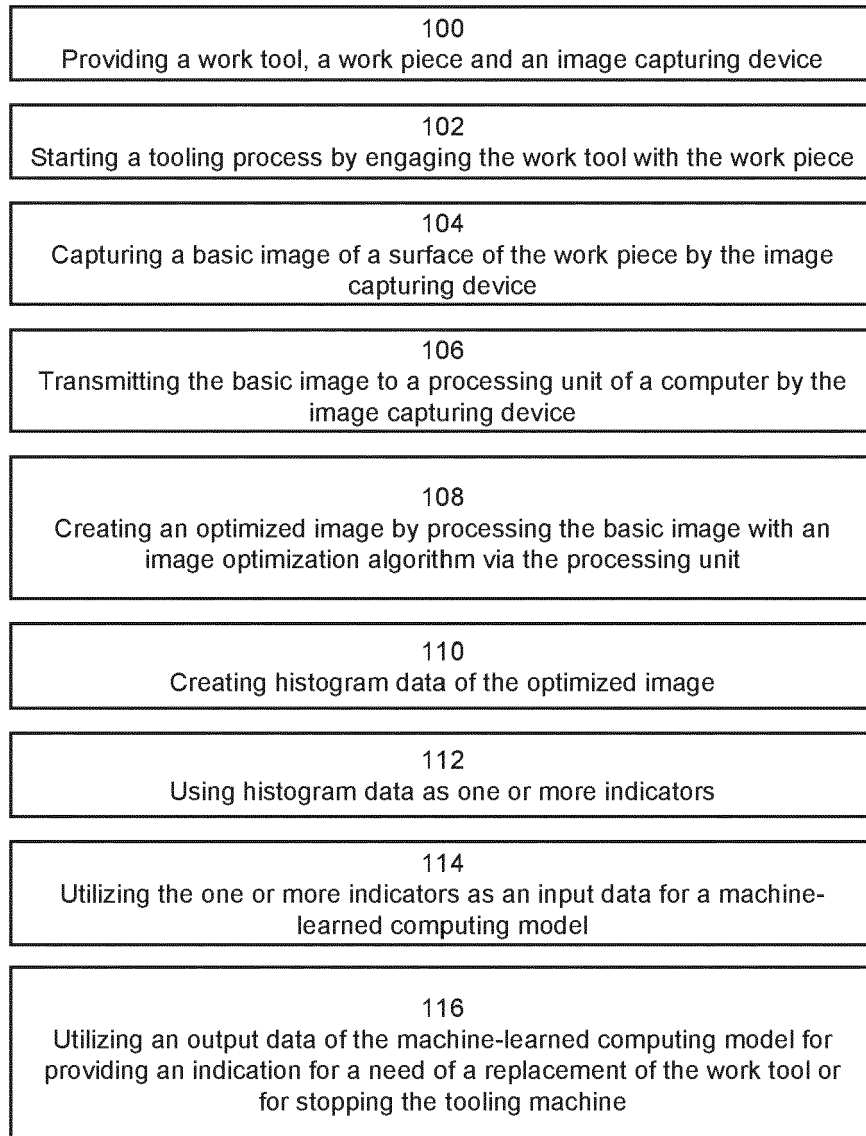 100
Providing a work tool, a work piece and an image capturing device
102
Starting a tooling process by engaging the work tool with the work piece
104
Capturing a basic image of a surface of the work piece by the image
capturing device
106
Transmitting the basic image to a processing unit of a computer by the
image capturing device
108
Creating an optimized image by processing the basic image with an
image optimization algorithm via the processing unit
110
Creating histogram data of the optimized image
112
Using histogram data as one or more indicators
114
Utilizing the one or more indicators as an input data for a machine-
learned computing model
116
Utilizing an output data of the machine-learned computing model for
providing an indication for a need of a replacement of the work tool or
for stopping the tooling machine